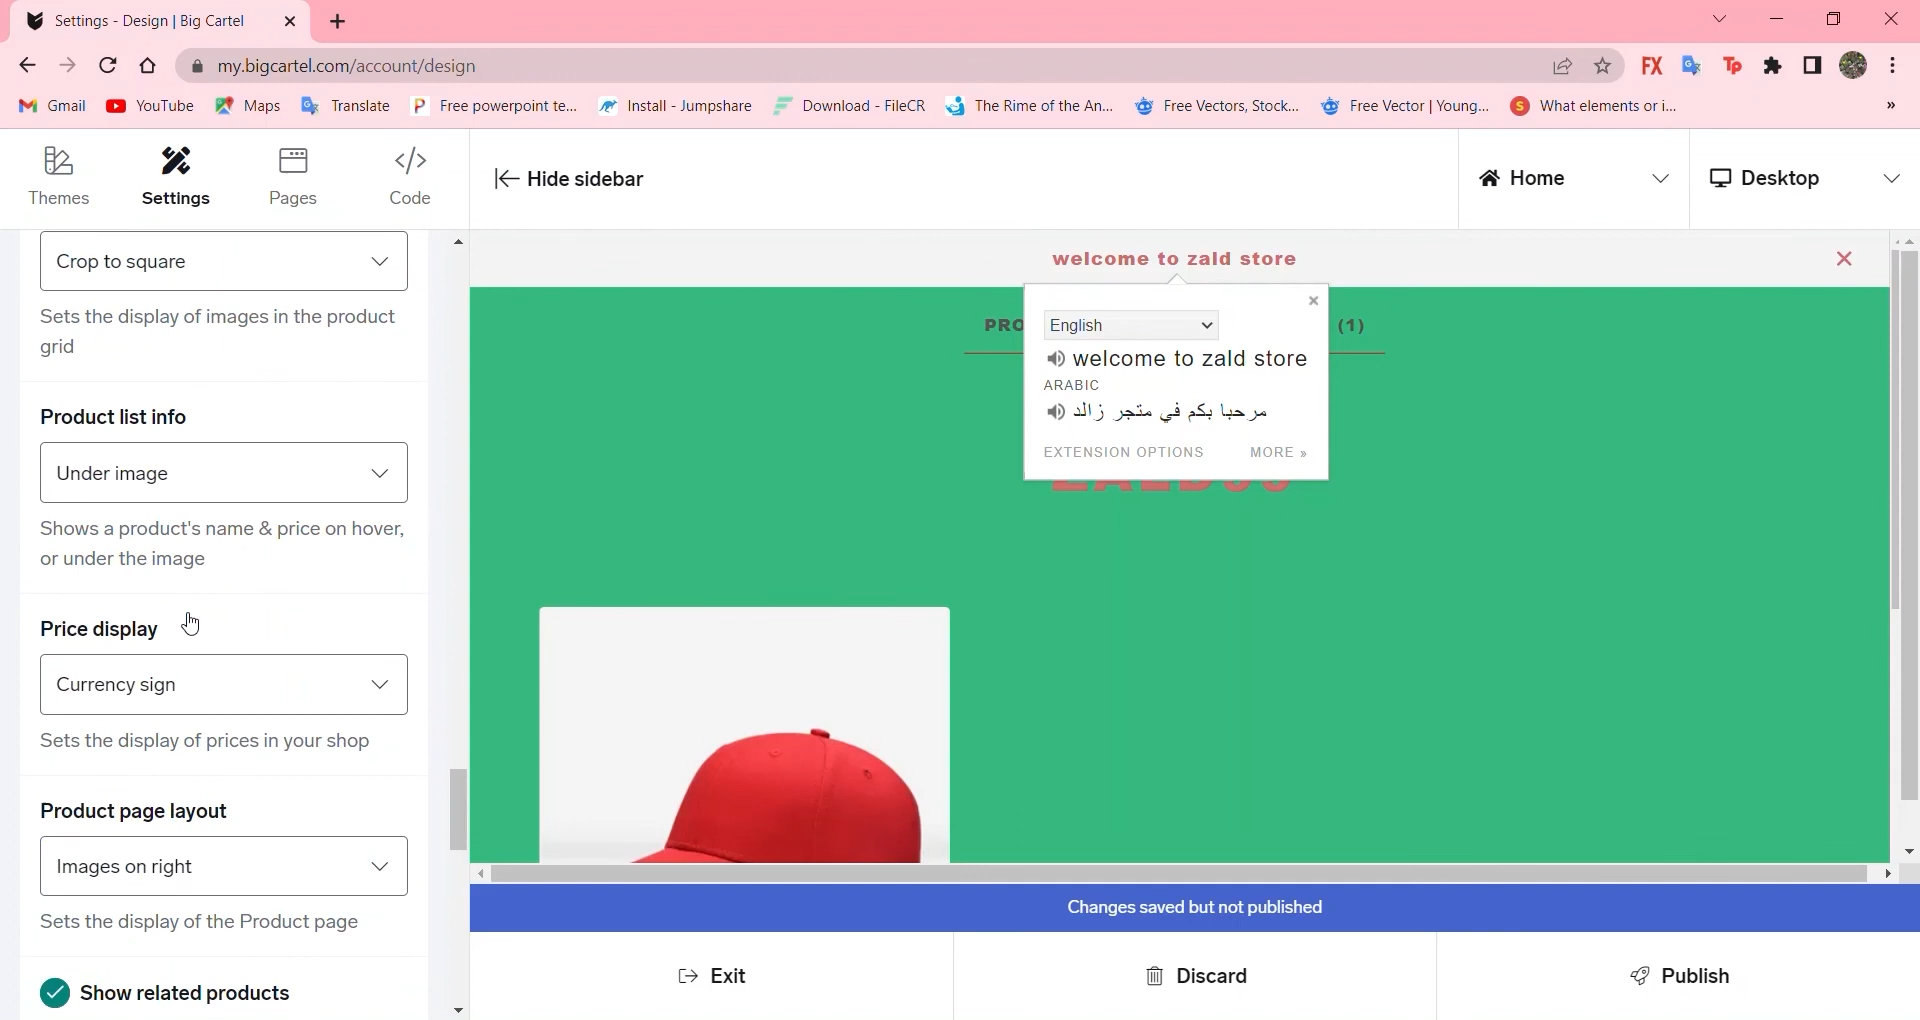 Settings - Design | Big Cartel
my.bigcartel.com/account/design
FX
Tp
Gmail
YouTube
Maps
Translate
Free powerpoint te...
Install - Jumpshare
Download - FileCR
The Rime of the An...
Free Vectors, Stock...
Free Vector | Young...
What elements or i...
»
Themes
Settings
Pages
Code
Hide sidebar
Home
Desktop
Crop to square
Sets the display of images in the product
grid
Product list info
Under image
Shows a product's name & price on hover,
or under the image
Price display
Currency sign
Sets the display of prices in your shop
Product page layout
Images on right
Sets the display of the Product page
Show related products
welcome to zald store
PRO
(1)
English
welcome to zald store
ARABIC
مرحبا بكم في متجر زالد
EXTENSION OPTIONS
MORE »
Changes saved but not published
Exit
Discard
Publish